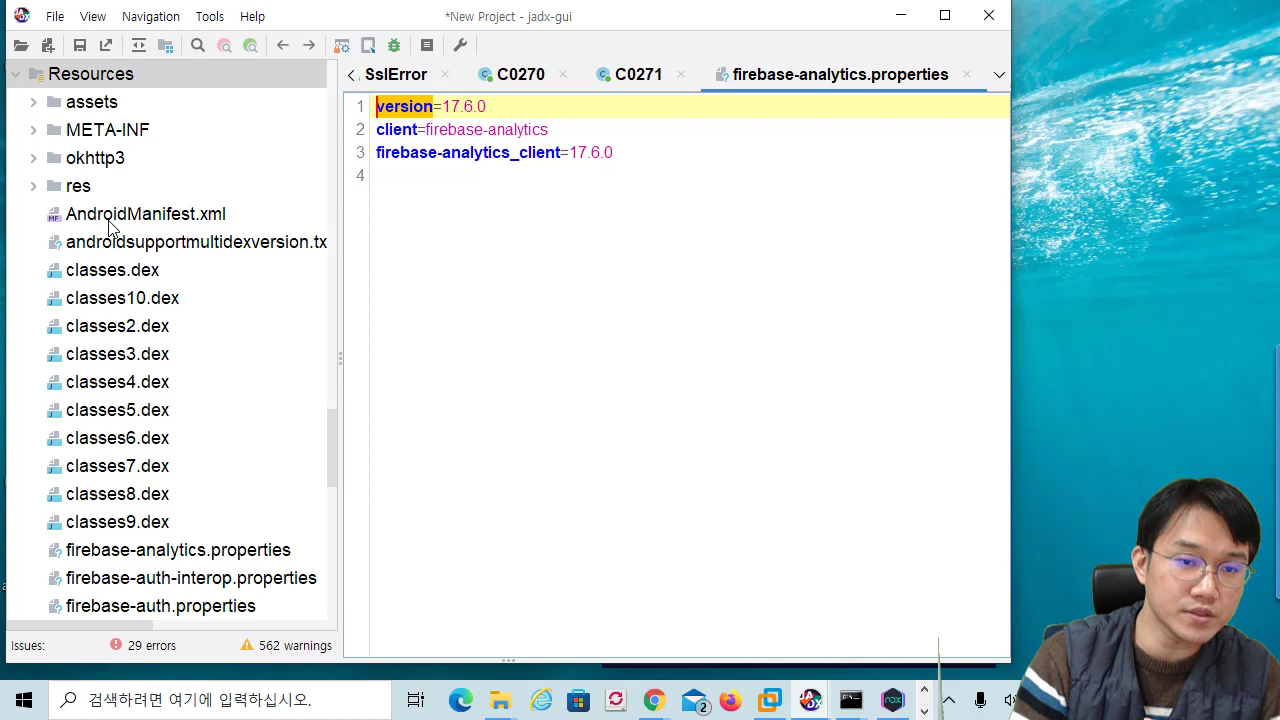 File View Navigation Tools Help *New Project - jadx-gui
Resources
assets
META-INF
okhttp3
res
AndroidManifest.xml
androidsupportmultidexversion.tx
classes.dex
classes10.dex
classes2.dex
classes3.dex
classes4.dex
classes5.dex
classes6.dex
classes7.dex
classes8.dex
classes9.dex
firebase-analytics.properties
firebase-auth-interop.properties
firebase-auth.properties
Issues: 29 errors 562 warnings
SslError C0270 C0271 firebase-analytics.properties
1 version=17.6.0
2 client=firebase-analytics
3 firebase-analytics_client=17.6.0
4
검색하려면 여기에 입력하십시오.
2
nox